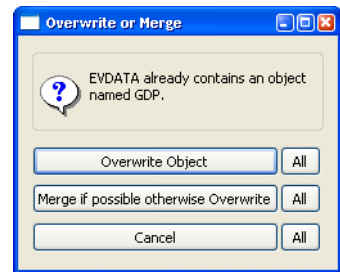 Overwrite or Merge
EVDATA already contains an object
named GDP.
Overwrite Object All
Merge if possible otherwise Overwrite All
Cancel All